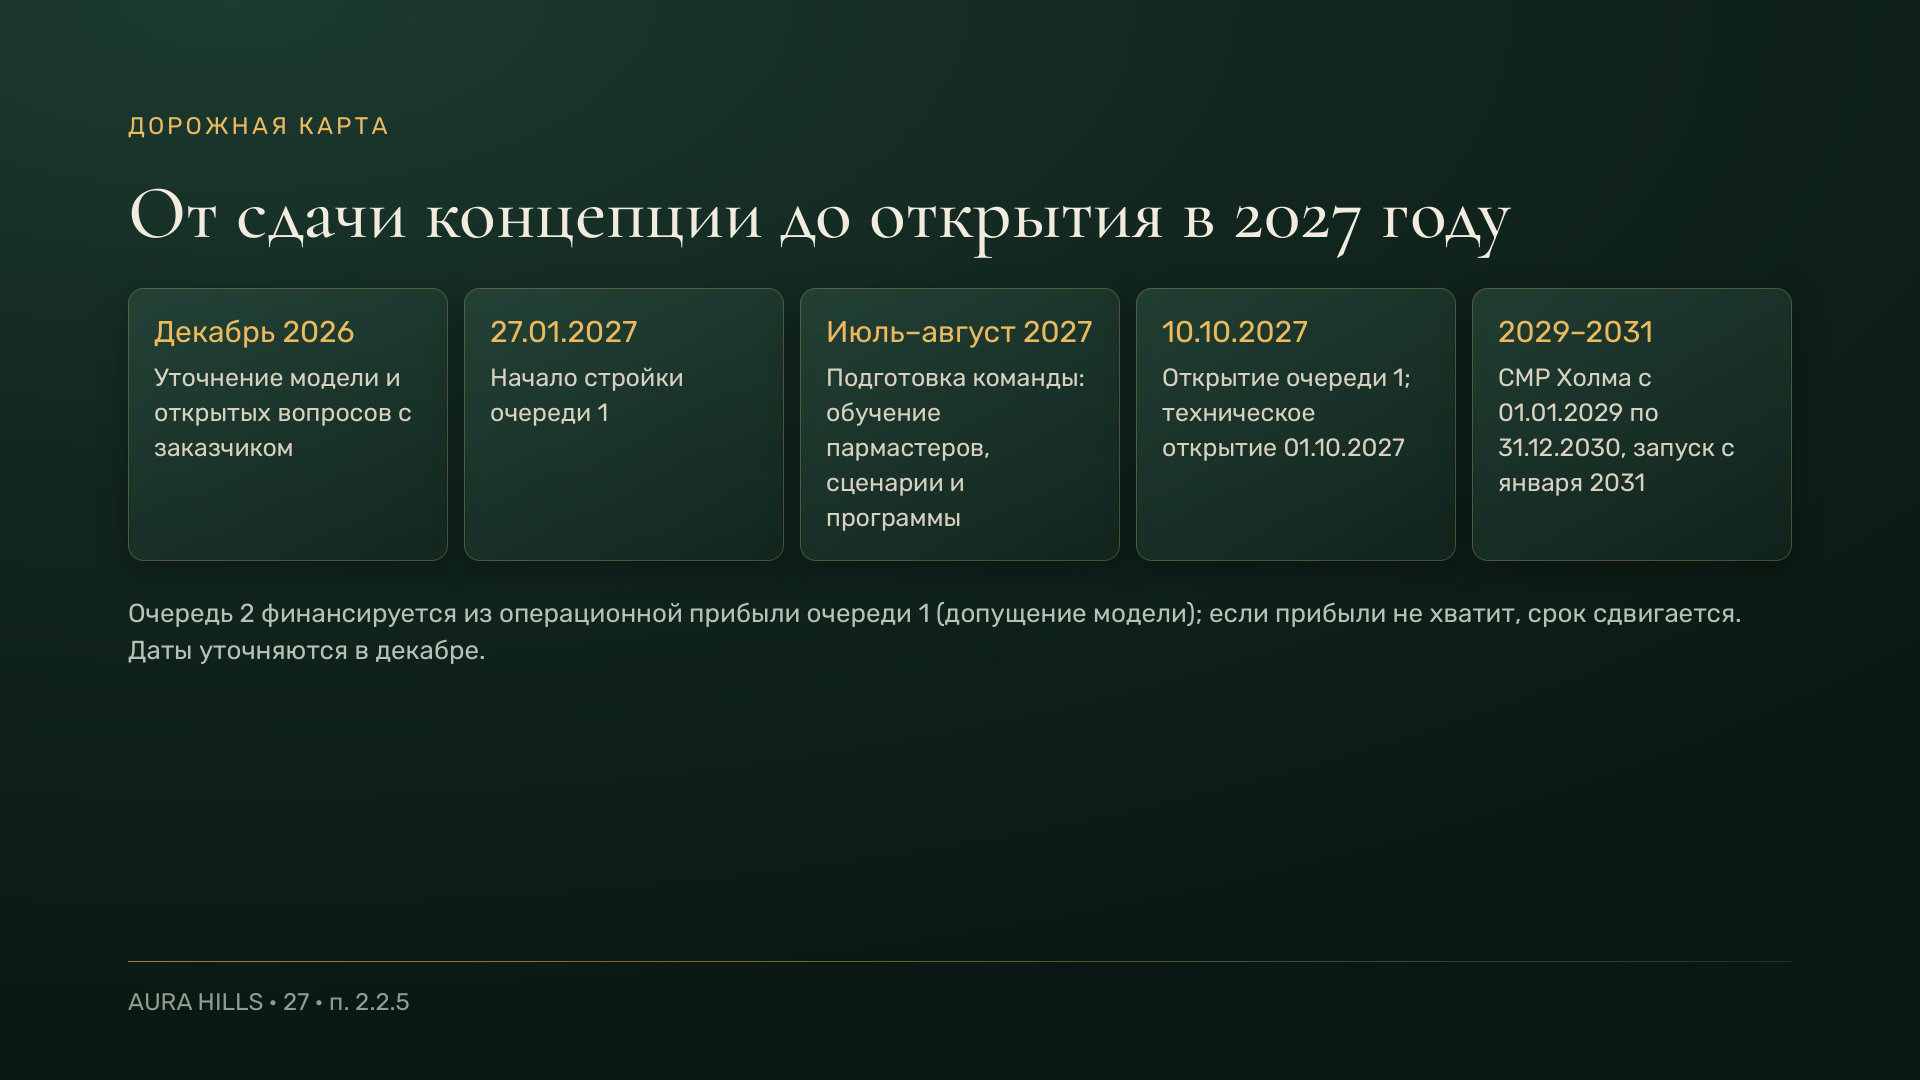 ДОРОЖНАЯ КАРТА
От сдачи концепции до открытия в 2027 году
Декабрь 2026
Уточнение модели и
открытых вопросов с
заказчиком
27.01.2027
Начало стройки
очереди 1
Июль–август 2027
Подготовка команды:
обучение
пармастеров,
сценарии и
программы
10.10.2027
Открытие очереди 1;
техническое
открытие 01.10.2027
2029–2031
СМР Холма с
01.01.2029 по
31.12.2030, запуск с
января 2031
Очередь 2 финансируется из операционной прибыли очереди 1 (допущение модели); если прибыли не хватит, срок сдвигается.
Даты уточняются в декабре.
AURA HILLS • 27 • п. 2.2.5